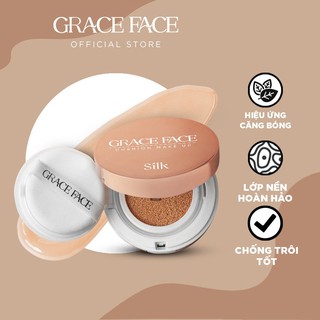 GRACE FACE
OFFICIAL STORE
HIỆU ỨNG
CĂNG BÓNG
GRACE FACE
CUSHION MAKE UP
Silk
GRACE FACE
LỚP NỀN
HOÀN HẢO
CHỐNG TRÔI
TỐT